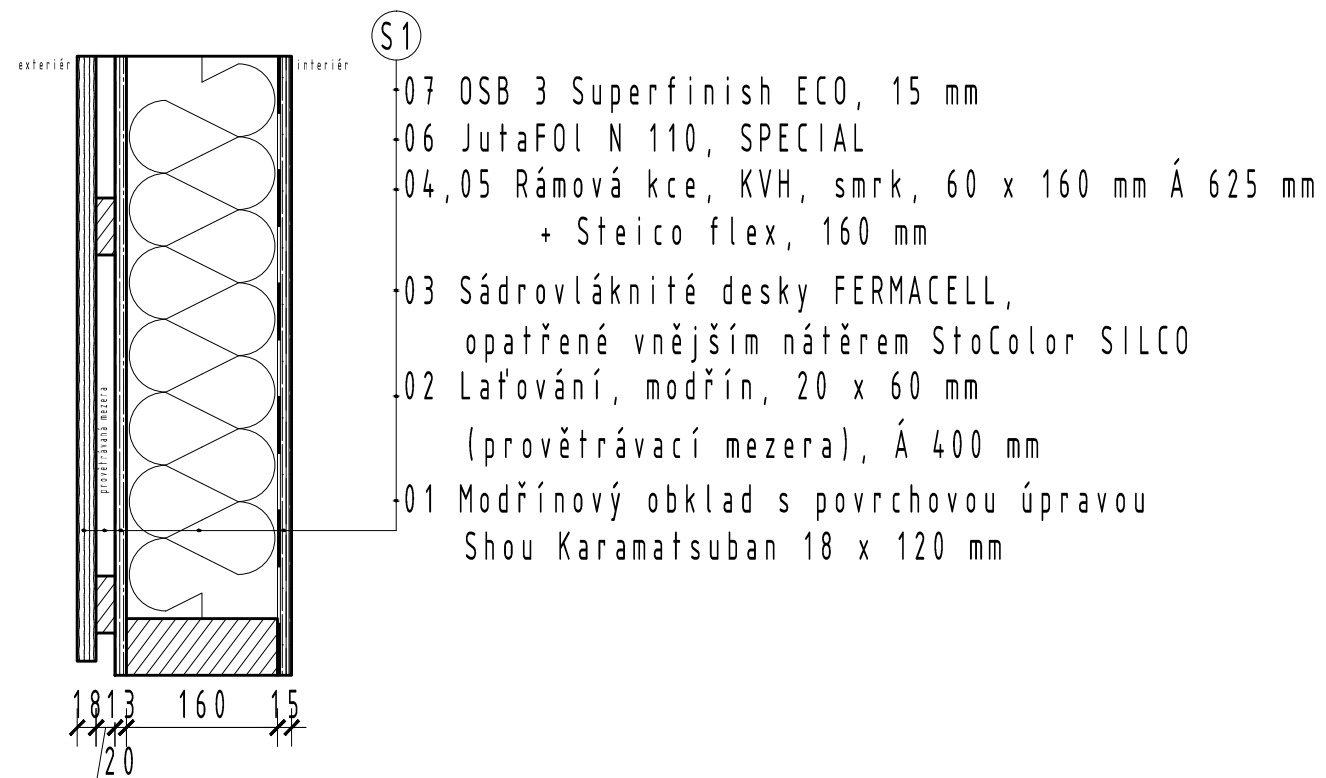 S1
exteriér
interiér
07 OSB 3 Superfinish ECO, 15 mm
06 JutaFOl N 110, SPECIAL
04,05 Rámová kce, KVH, smrk, 60 x 160 mm Á 625 mm
+ Steico flex, 160 mm
03 Sádrovláknité desky FERMACELL,
opatřené vnějším nátěrem StoColor SILCO
02 Laťování, modřín, 20 x 60 mm
(provětrávací mezera), Á 400 mm
01 Modřínový obklad s povrchovou úpravou
Shou Karamatsuban 18 x 120 mm
provětrávaná mezera
18 13 160 15
20